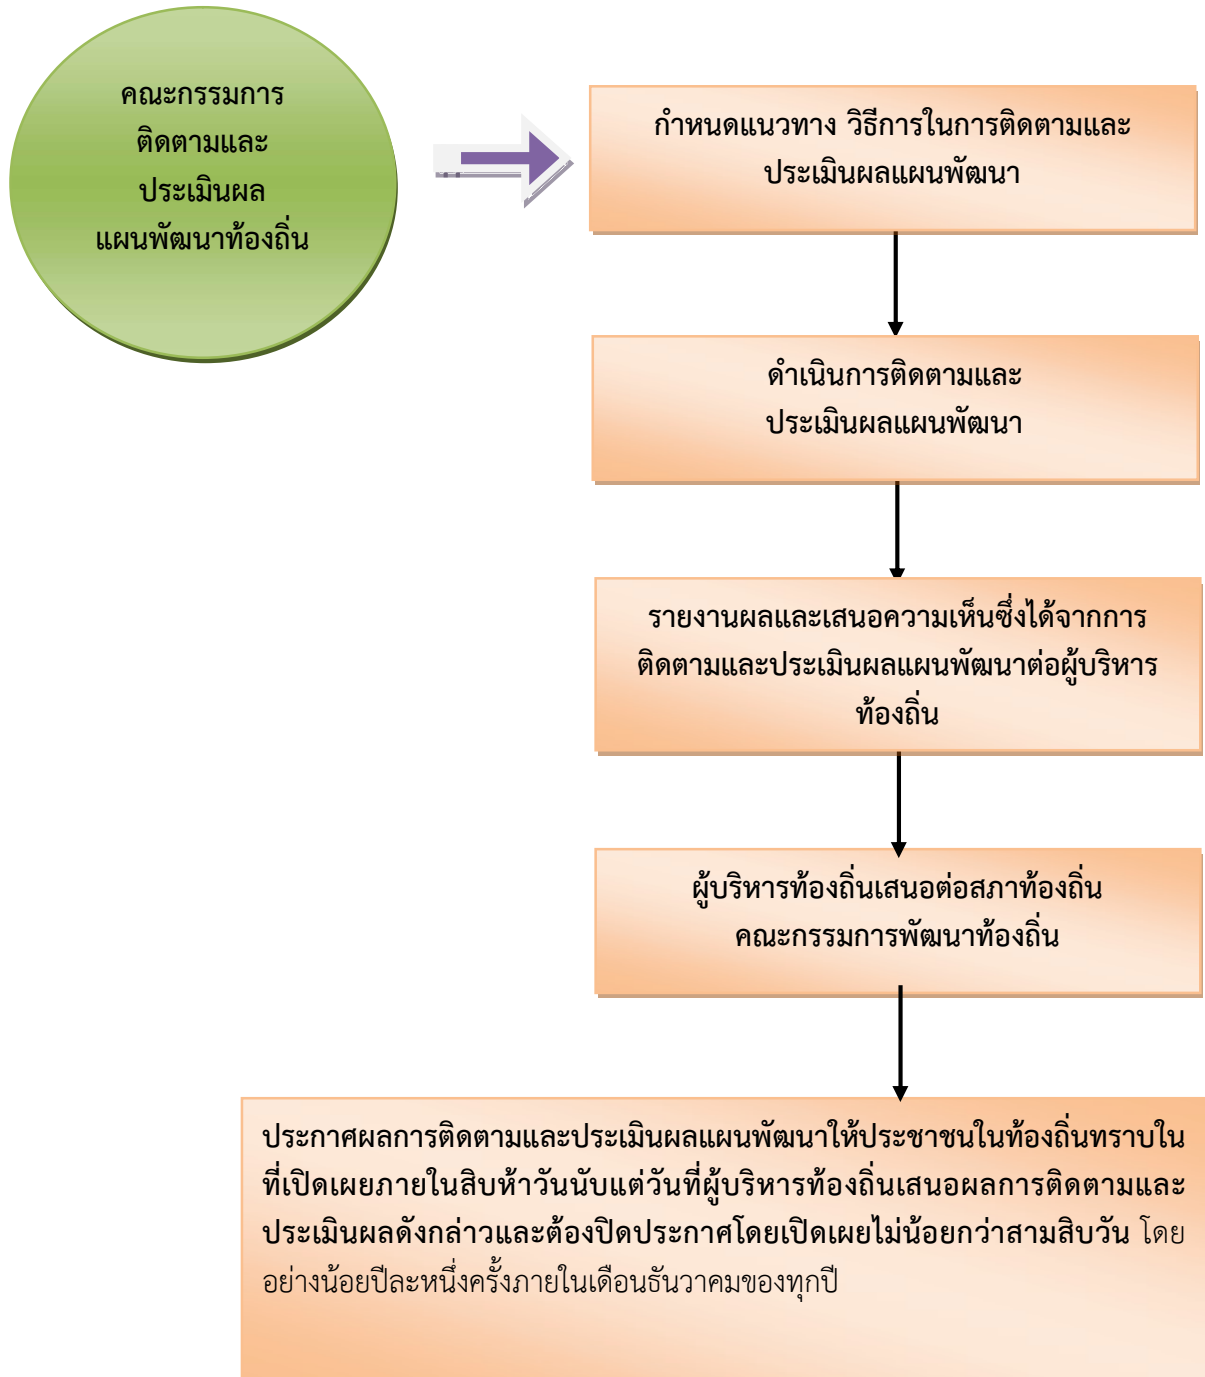 คณะกรรมการ
ติดตามและ
ประเมินผล
แผนพัฒนาท้องถิ่น
กำหนดแนวทาง วิธีการในการติดตามและ
ประเมินผลแผนพัฒนา
ดำเนินการติดตามและ
ประเมินผลแผนพัฒนา
รายงานผลและเสนอความเห็นซึ่งได้จากการ
ติดตามและประเมินผลแผนพัฒนาต่อผู้บริหาร
ท้องถิ่น
ผู้บริหารท้องถิ่นเสนอต่อสภาท้องถิ่น
คณะกรรมการพัฒนาท้องถิ่น
ประกาศผลการติดตามและประเมินผลแผนพัฒนาให้ประชาชนในท้องถิ่นทราบใน
ที่เปิดเผยภายในสิบห้าวันนับแต่วันที่ผู้บริหารท้องถิ่นเสนอผลการติดตามและ
ประเมินผลดังกล่าวและต้องปิดประกาศโดยเปิดเผยไม่น้อยกว่าสามสิบวัน โดย
อย่างน้อยปีละหนึ่งครั้งภายในเดือนธันวาคมของทุกปี